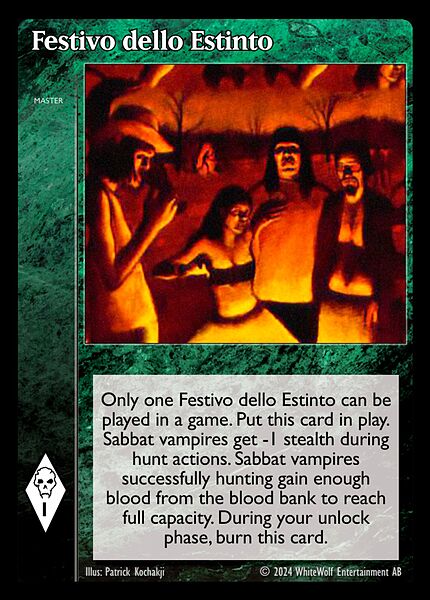 Festivo dello Estinto
MASTER
Only one Festivo dello Estinto can be
played in a game. Put this card in play.
Sabbat vampires get -1 stealth during
hunt actions. Sabbat vampires
successfully hunting gain enough
blood from the blood bank to reach
full capacity. During your unlock
phase, burn this card.
1
Illus: Patrick Kochakji
© 2024 WhiteWolf Entertainment AB